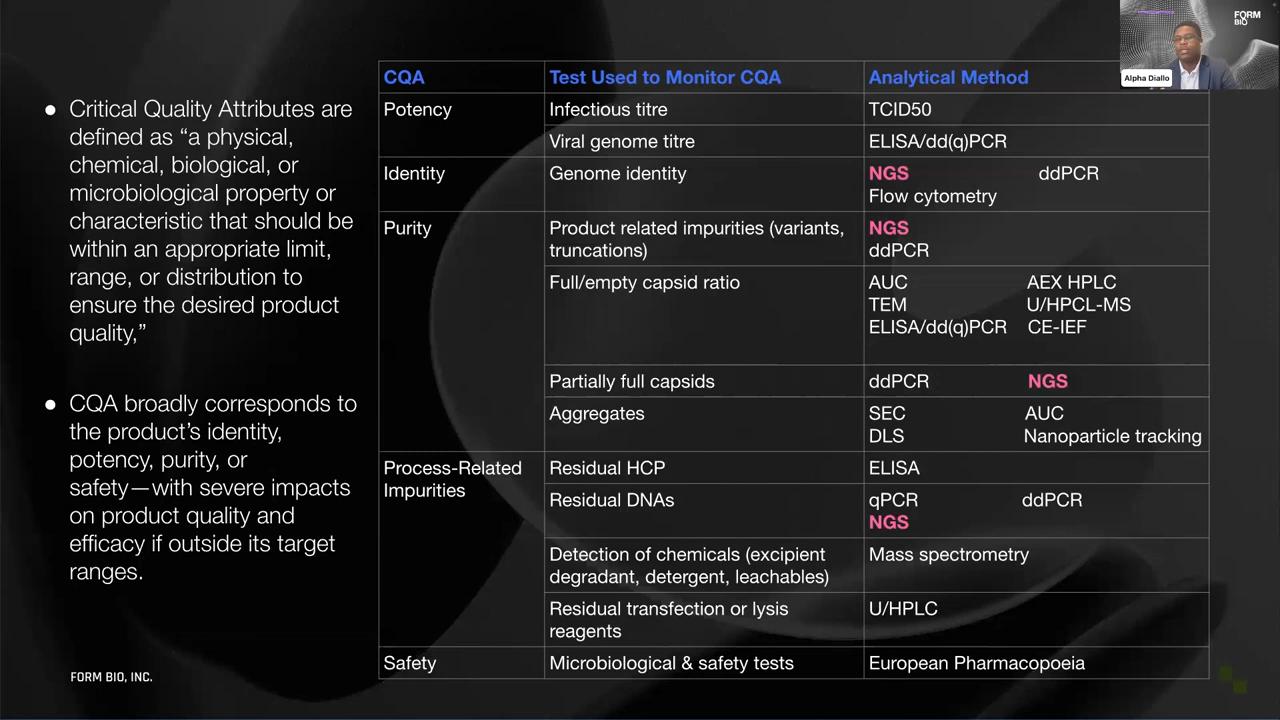 FORM
BIO
Alpha Diallo
● Critical Quality Attributes are
defined as “a physical,
chemical, biological, or
microbiological property or
characteristic that should be
within an appropriate limit,
range, or distribution to
ensure the desired product
quality,”
● CQA broadly corresponds to
the product’s identity,
potency, purity, or
safety—with severe impacts
on product quality and
efficacy if outside its target
ranges.
CQA Test Used to Monitor CQA Analytical Method
Potency Infectious titre TCID50
Viral genome titre ELISA/dd(q)PCR
Identity Genome identity NGS ddPCR
Flow cytometry
Purity Product related impurities (variants, NGS
truncations) ddPCR
Full/empty capsid ratio AUC AEX HPLC
TEM U/HPCL-MS
ELISA/dd(q)PCR CE-IEF
Partially full capsids ddPCR NGS
Aggregates SEC AUC
DLS Nanoparticle tracking
Process-Related Residual HCP ELISA
Impurities
Residual DNAs qPCR ddPCR
NGS
Detection of chemicals (excipient Mass spectrometry
degradant, detergent, leachables)
Residual transfection or lysis U/HPLC
reagents
Safety Microbiological & safety tests European Pharmacopoeia
FORM BIO, INC.